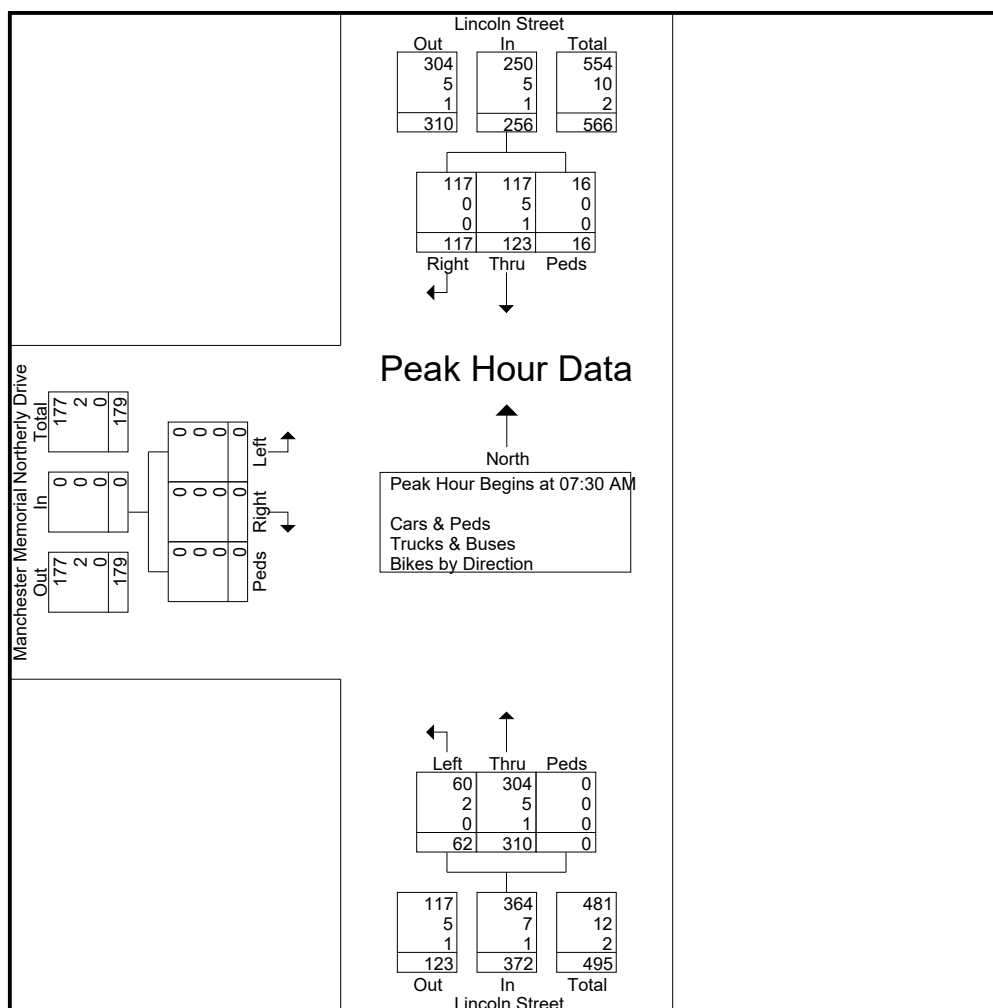 Lincoln Street
Out In Total
304 250 554
5 5 10
1 1 2
310 256 566
117 117 16
0 5 0
0 1 0
117 123 16
Right Thru Peds
Peak Hour Data
North
Peak Hour Begins at 07:30 AM
Cars & Peds
Trucks & Buses
Bikes by Direction
Manchester Memorial Northerly Drive
Out In Total
177 0 177
2 0 2
0 0 0
179 0 179
0 0 0
0 0 0
0 0 0
0 0 0
Peds Right Left
Left Thru Peds
60 304 0
2 5 0
0 1 0
62 310 0
117 364 481
5 7 12
1 1 2
123 372 495
Out In Total
Lincoln Street